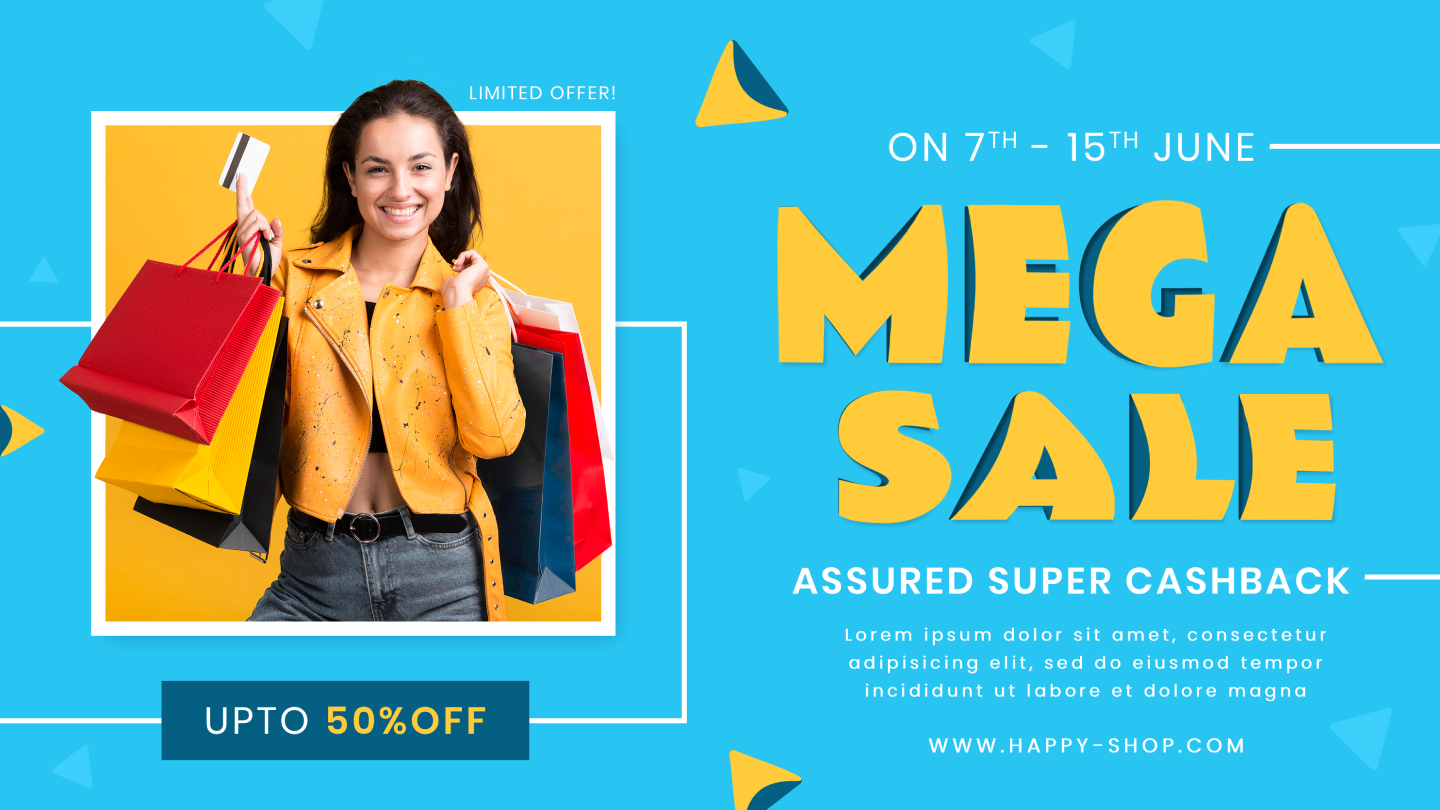 LIMITED OFFER!
UPTO 50%OFF
ON 7TH - 15TH JUNE
MEGA
SALE
ASSURED SUPER CASHBACK
Lorem ipsum dolor sit amet, consectetur
adipisicing elit, sed do eiusmod tempor
incididunt ut labore et dolore magna
WWW.HAPPY-SHOP.COM